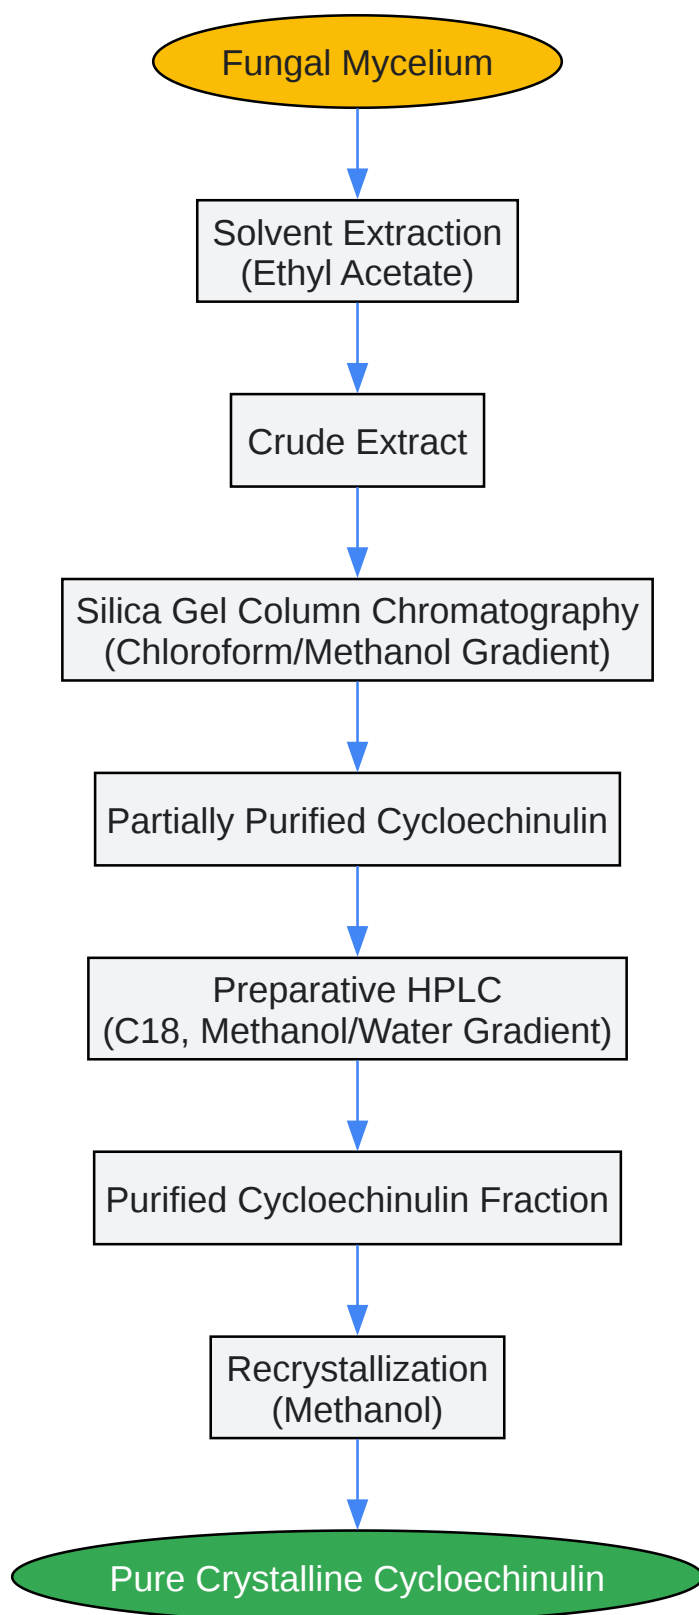 Fungal Mycelium
Solvent Extraction
(Ethyl Acetate)
Crude Extract
Silica Gel Column Chromatography
(Chloroform/Methanol Gradient)
Partially Purified Cycloechinulin
Preparative HPLC
(C18, Methanol/Water Gradient)
Purified Cycloechinulin Fraction
Recrystallization
(Methanol)
Pure Crystalline Cycloechinulin